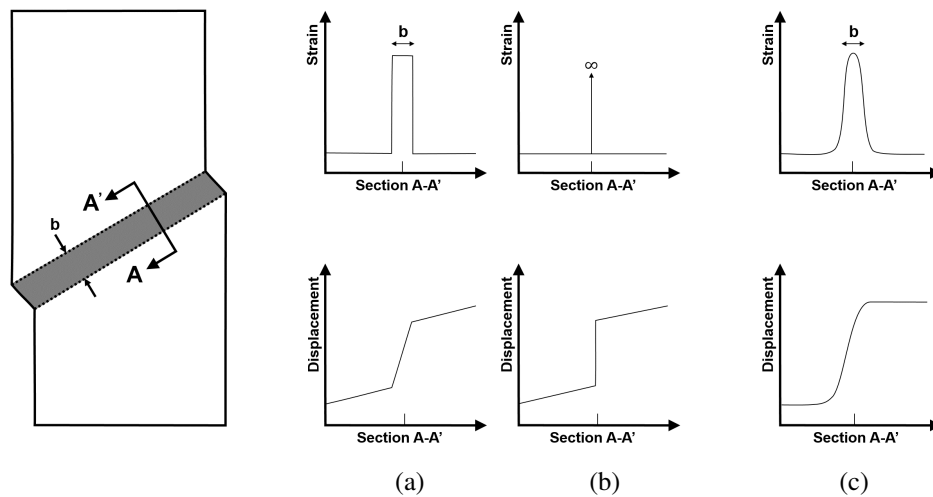 A'
b
A
Strain
b
Section A-A'
Displacement
Section A-A'
(a)
Strain
∞
Section A-A'
Displacement
Section A-A'
(b)
Strain
b
Section A-A'
Displacement
Section A-A'
(c)